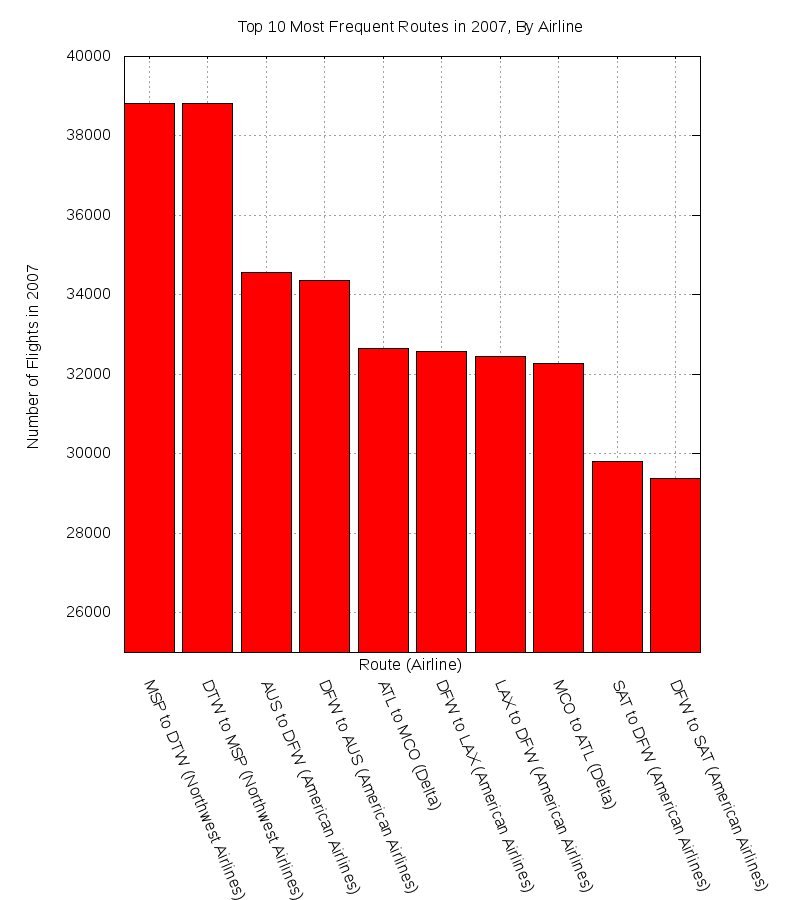 Top 10 Most Frequent Routes in 2007, By Airline
40000
38000
36000
34000
32000
30000
28000
26000
Number of Flights in 2007
Route (Airline)
MSP to DTW (Northwest Airlines)
DTW to MSP (Northwest Airlines)
AUS to DFW (American Airlines)
DFW to AUS (American Airlines)
ATL to MCO (Delta)
DFW to LAX (American Airlines)
LAX to DFW (American Airlines)
MCO to ATL (Delta)
SAT to DFW (American Airlines)
DFW to SAT (American Airlines)